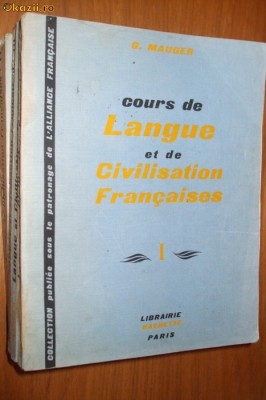 okazii.ro
G. MAUGER
cours de
Langue
et de
Civilisation
Françaises
I
LIBRAIRIE
HACHETTE
PARIS
COLLECTION publiée sous le patronage de L'ALLIANCE FRANÇAISE